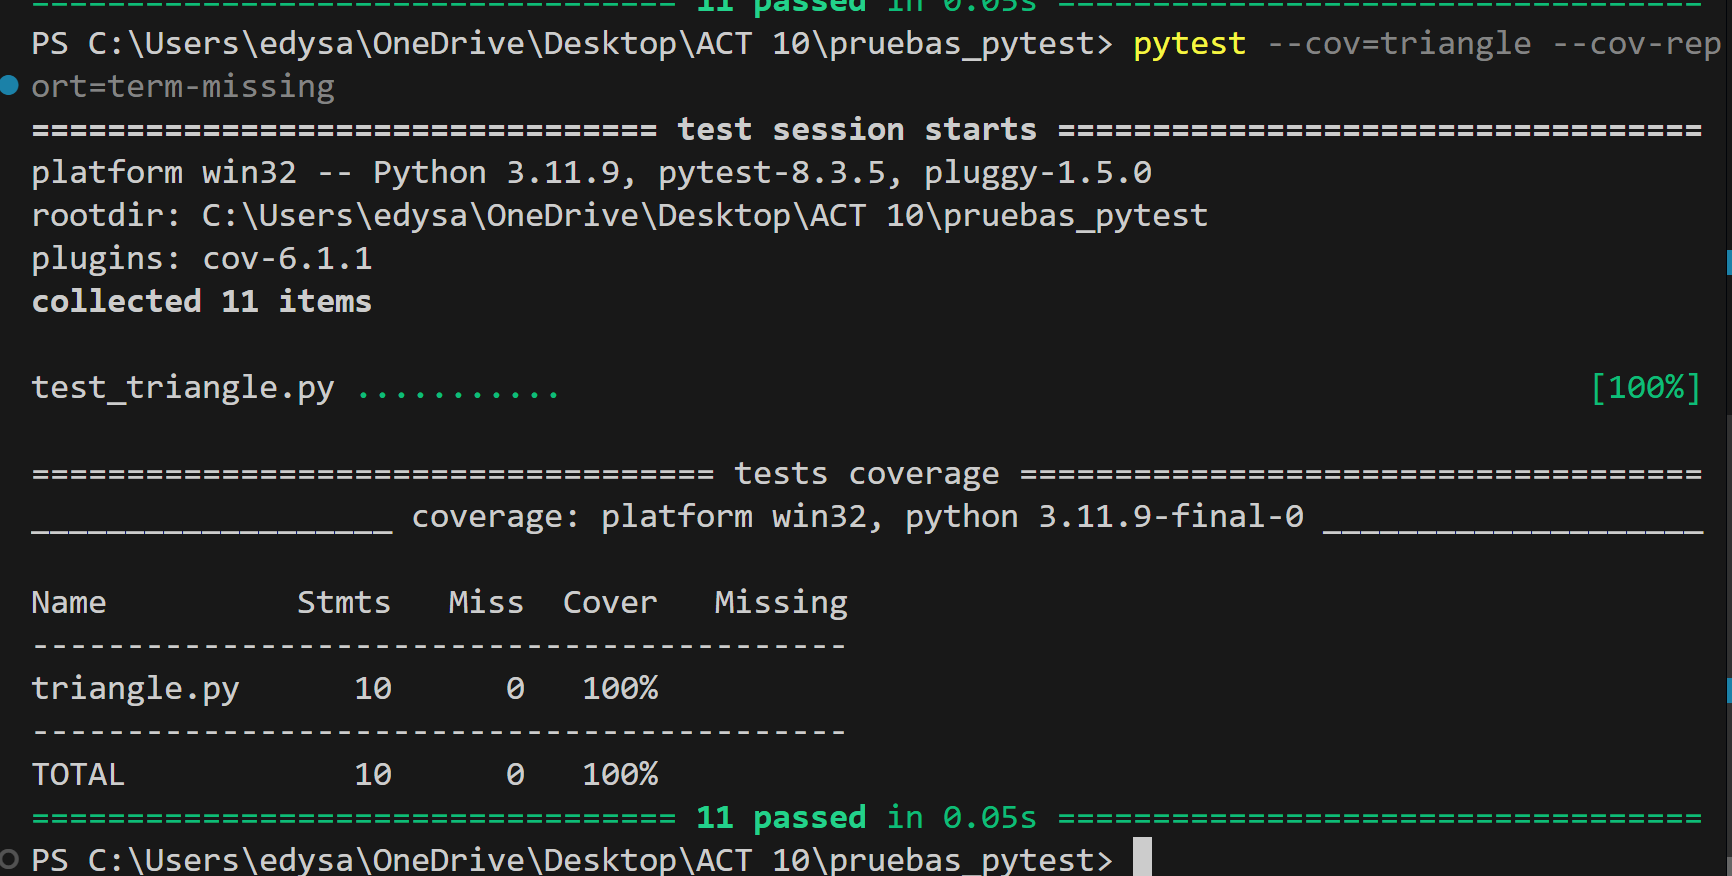 ================================== 11 passed in 0.05s ==================================
PS C:\Users\edysa\OneDrive\Desktop\ACT 10\pruebas_pytest> pytest --cov=triangle --cov-rep
ort=term-missing
================================= test session starts ==================================
platform win32 -- Python 3.11.9, pytest-8.3.5, pluggy-1.5.0
rootdir: C:\Users\edysa\OneDrive\Desktop\ACT 10\pruebas_pytest
plugins: cov-6.1.1
collected 11 items
test_triangle.py ........... [100%]
==================================== tests coverage ====================================
___________________ coverage: platform win32, python 3.11.9-final-0 ____________________
Name          Stmts   Miss  Cover   Missing
-------------------------------------------
triangle.py      10      0   100%
-------------------------------------------
TOTAL            10      0   100%
================================== 11 passed in 0.05s ==================================
PS C:\Users\edysa\OneDrive\Desktop\ACT 10\pruebas_pytest>